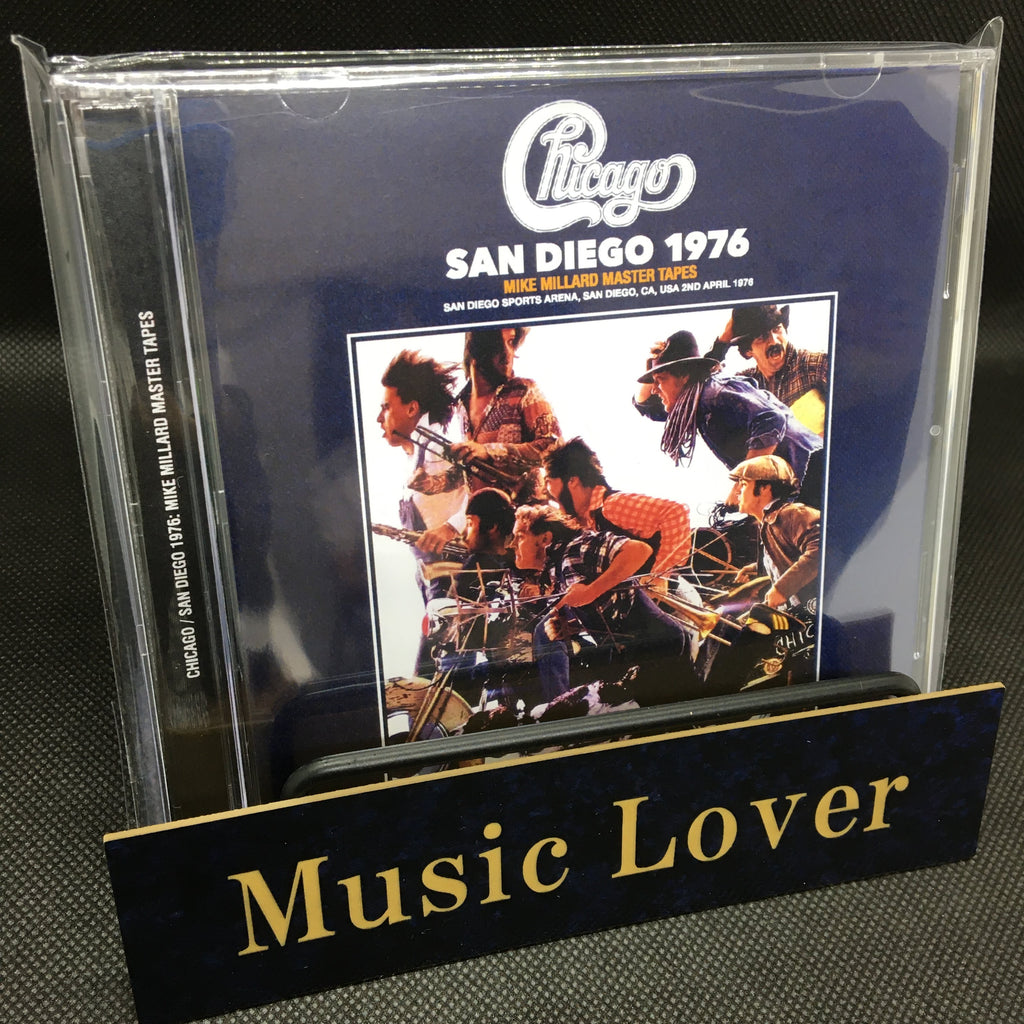 Chicago
SAN DIEGO 1976
MIKE MILLARD MASTER TAPES
SAN DIEGO SPORTS ARENA, SAN DIEGO, CA, USA 2ND APRIL 1976
CHICAGO / SAN DIEGO 1976: MIKE MILLARD MASTER TAPES
CHIC
Music Lover